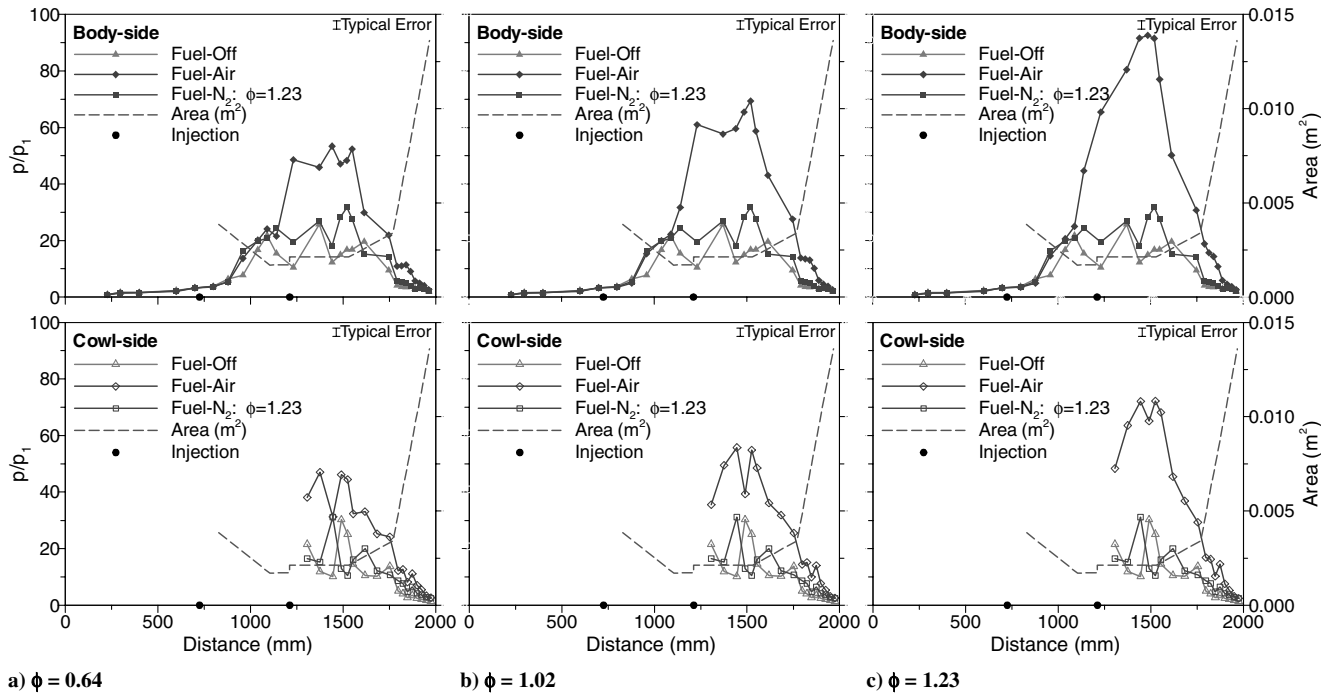 100
80
60
40
20
0
p/p₁
Body-side
Fuel-Off
Fuel-Air
Fuel-N₂: ϕ=1.23
Area (m²)
Injection
Typical Error
Body-side
Fuel-Off
Fuel-Air
Fuel-N₂: ϕ=1.23
Area (m²)
Injection
Typical Error
Body-side
Fuel-Off
Fuel-Air
Fuel-N₂: ϕ=1.23
Area (m²)
Injection
Typical Error
0.015
0.010
0.005
0.000
Area (m²)
100
80
60
40
20
0
p/p₁
Cowl-side
Fuel-Off
Fuel-Air
Fuel-N₂: ϕ=1.23
Area (m²)
Injection
Typical Error
0 500 1000 1500 2000
Distance (mm)
Cowl-side
Fuel-Off
Fuel-Air
Fuel-N₂: ϕ=1.23
Area (m²)
Injection
Typical Error
0 500 1000 1500 2000
Distance (mm)
Cowl-side
Fuel-Off
Fuel-Air
Fuel-N₂: ϕ=1.23
Area (m²)
Injection
Typical Error
0 500 1000 1500 2000
Distance (mm)
0.015
0.010
0.005
0.000
Area (m²)
a) ϕ = 0.64
b) ϕ = 1.02
c) ϕ = 1.23